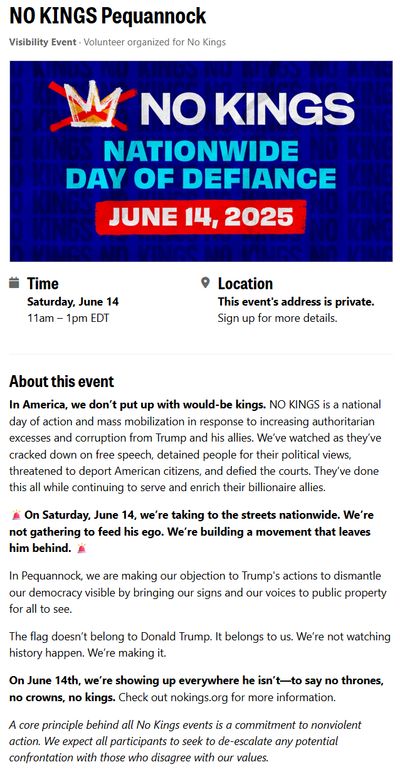 NO KINGS Pequannock
Visibility Event · Volunteer organized for No Kings
NO KINGS
NATIONWIDE
DAY OF DEFIANCE
JUNE 14, 2025
Time
Saturday, June 14
11am – 1pm EDT
Location
This event's address is private.
Sign up for more details.
About this event
In America, we don’t put up with would-be kings. NO KINGS is a national
day of action and mass mobilization in response to increasing authoritarian
excesses and corruption from Trump and his allies. We’ve watched as they’ve
cracked down on free speech, detained people for their political views,
threatened to deport American citizens, and defied the courts. They’ve done
this all while continuing to serve and enrich their billionaire allies.
🚨 On Saturday, June 14, we’re taking to the streets nationwide. We’re
not gathering to feed his ego. We’re building a movement that leaves
him behind. 🚨
In Pequannock, we are making our objection to Trump's actions to dismantle
our democracy visible by bringing our signs and our voices to public property
for all to see.
The flag doesn’t belong to Donald Trump. It belongs to us. We’re not watching
history happen. We’re making it.
On June 14th, we’re showing up everywhere he isn’t—to say no thrones,
no crowns, no kings. Check out nokings.org for more information.
A core principle behind all No Kings events is a commitment to nonviolent
action. We expect all participants to seek to de-escalate any potential
confrontation with those who disagree with our values.